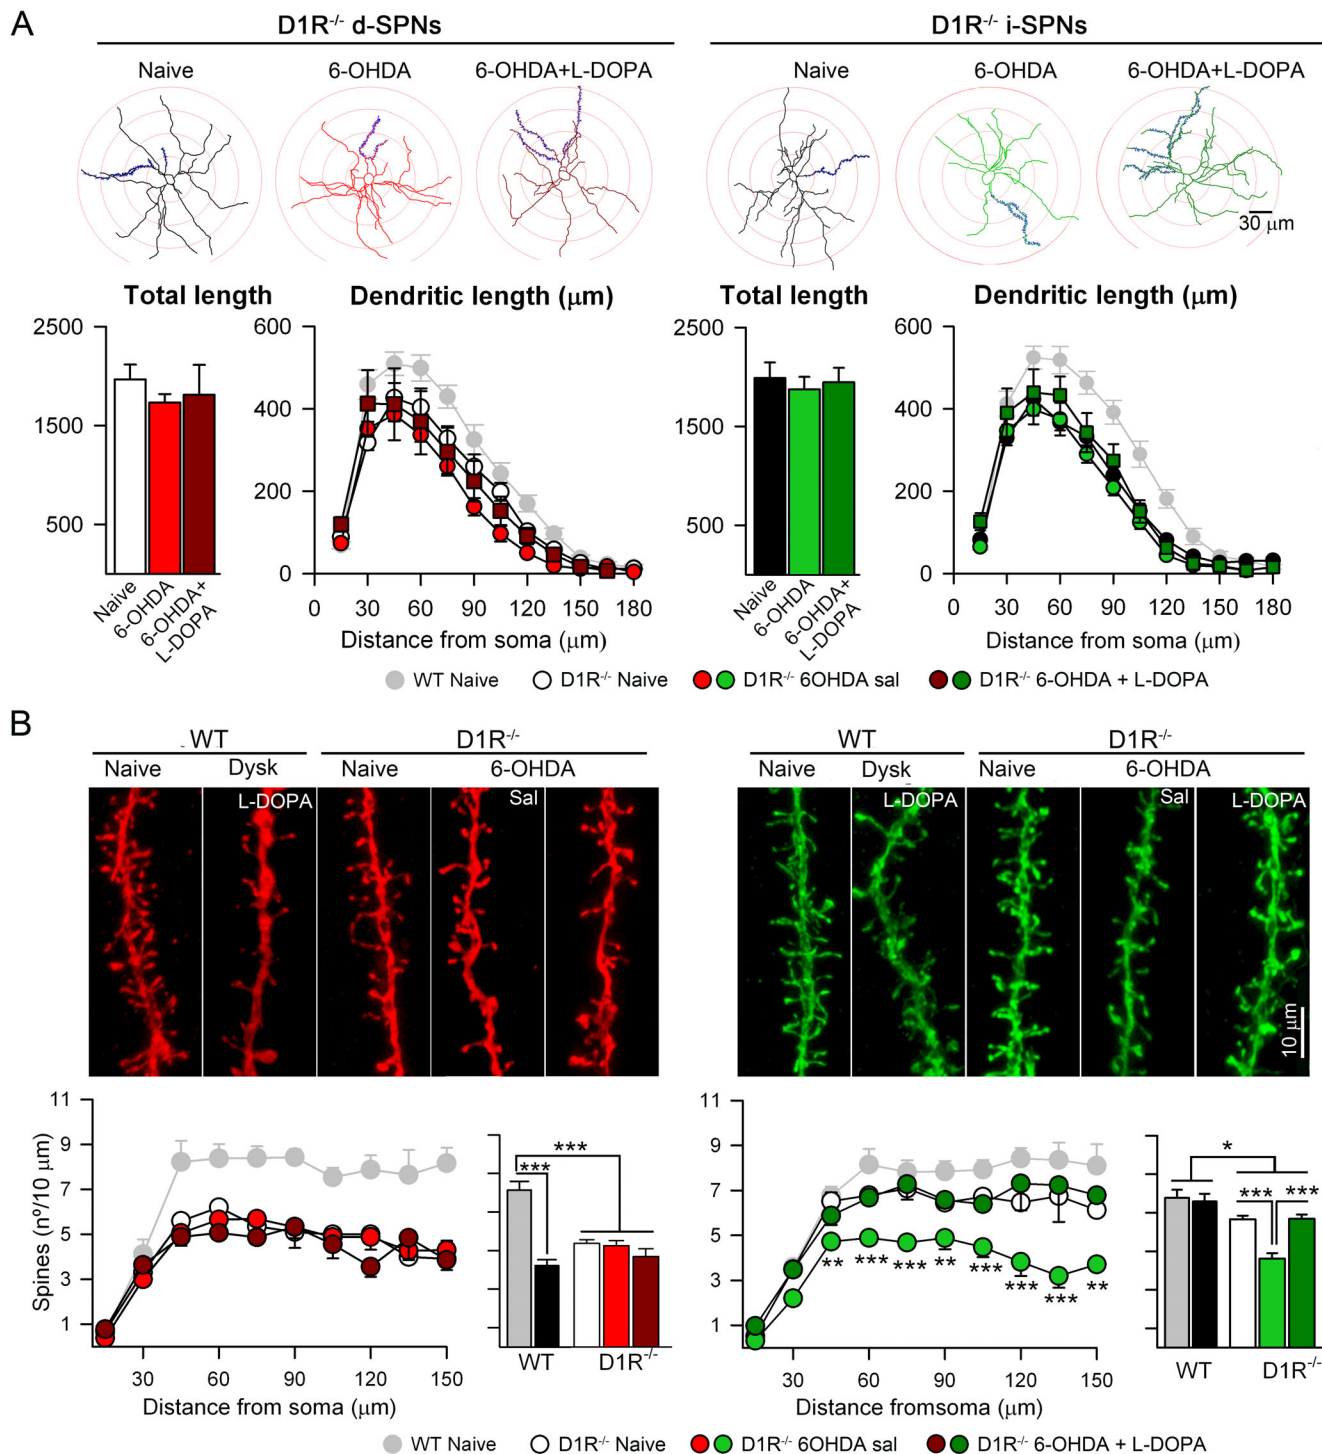 A
D1R-/- d-SPNs
D1R-/- i-SPNs
Naive
6-OHDA
6-OHDA+L-DOPA
Naive
6-OHDA
6-OHDA+L-DOPA
30 μm
Total length
Dendritic length (μm)
Total length
Dendritic length (μm)
2500
1500
500
Naive
6-OHDA
6-OHDA+
L-DOPA
600
400
200
0
0 30 60 90 120 150 180
Distance from soma (μm)
2500
1500
500
Naive
6-OHDA
6-OHDA+
L-DOPA
600
400
200
0
0 30 60 90 120 150 180
Distance from soma (μm)
WT Naive
D1R-/- Naive
D1R-/- 6OHDA sal
D1R-/- 6-OHDA + L-DOPA
B
WT
D1R-/-
Naive
Dysk
Naive
6-OHDA
L-DOPA
Sal
WT
D1R-/-
Naive
Dysk
Naive
6-OHDA
L-DOPA
Sal
L-DOPA
10 μm
Spines (nº/10 μm)
11
9
7
5
3
1
30 60 90 120 150
Distance from soma (μm)
***
***
WT
D1R-/-
11
9
7
5
3
1
** *** *** ** *** *** *** **
30 60 90 120 150
Distance fromsoma (μm)
*
*** ***
WT
D1R-/-
WT Naive
D1R-/- Naive
D1R-/- 6OHDA sal
D1R-/- 6-OHDA + L-DOPA